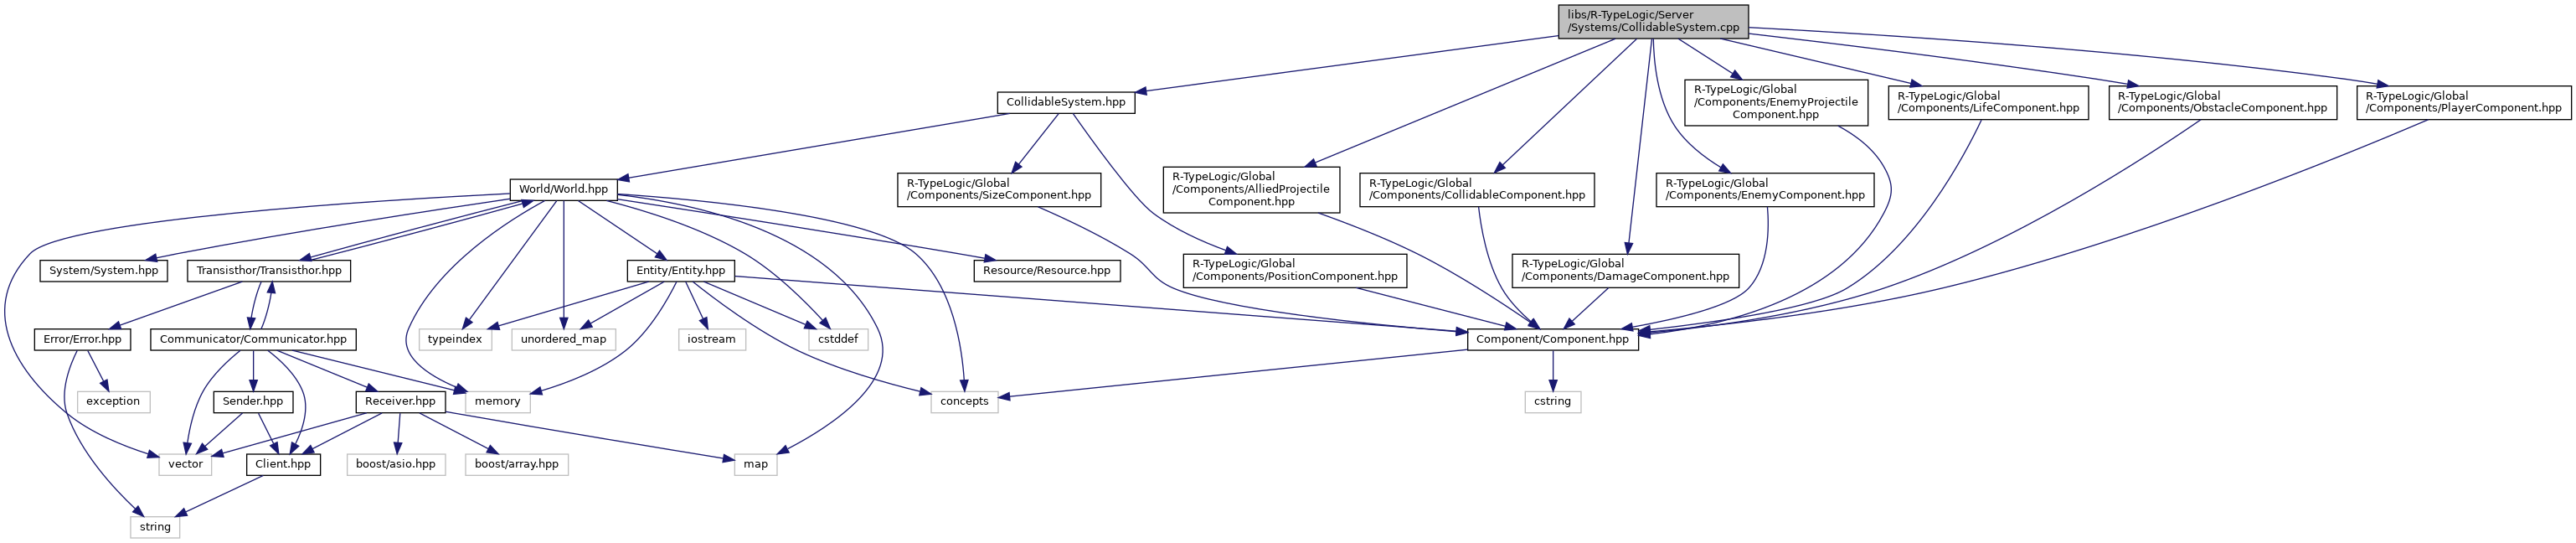 libs/R-TypeLogic/Server
/Systems/CollidableSystem.cpp
CollidableSystem.hpp
R-TypeLogic/Global
/Components/EnemyProjectile
Component.hpp
R-TypeLogic/Global
/Components/LifeComponent.hpp
R-TypeLogic/Global
/Components/ObstacleComponent.hpp
R-TypeLogic/Global
/Components/PlayerComponent.hpp
World/World.hpp
R-TypeLogic/Global
/Components/SizeComponent.hpp
R-TypeLogic/Global
/Components/AlliedProjectile
Component.hpp
R-TypeLogic/Global
/Components/CollidableComponent.hpp
R-TypeLogic/Global
/Components/EnemyComponent.hpp
System/System.hpp
Transisthor/Transisthor.hpp
Entity/Entity.hpp
Resource/Resource.hpp
R-TypeLogic/Global
/Components/PositionComponent.hpp
R-TypeLogic/Global
/Components/DamageComponent.hpp
Error/Error.hpp
Communicator/Communicator.hpp
typeindex
unordered_map
iostream
cstddef
Component/Component.hpp
exception
Sender.hpp
Receiver.hpp
memory
concepts
cstring
vector
Client.hpp
boost/asio.hpp
boost/array.hpp
map
string